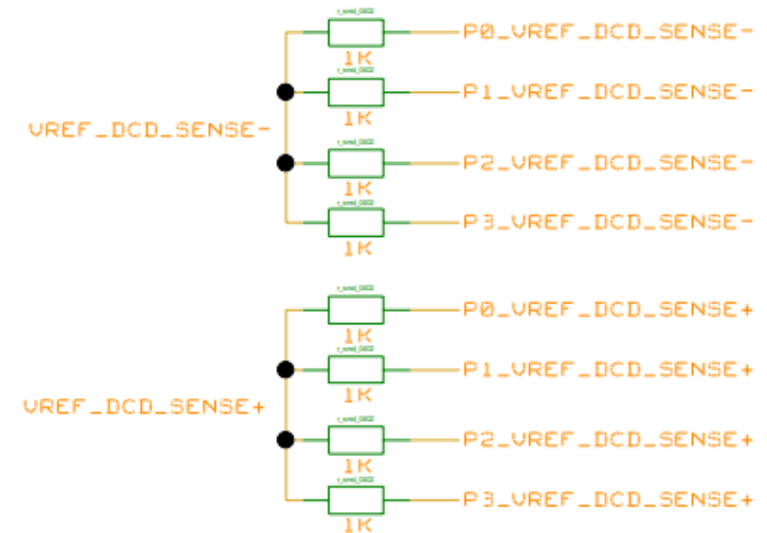 P0_VREF_DCD_SENSE-
1K
P1_VREF_DCD_SENSE-
1K
VREF_DCD_SENSE-
P2_VREF_DCD_SENSE-
1K
P3_VREF_DCD_SENSE-
1K
P0_VREF_DCD_SENSE+
1K
P1_VREF_DCD_SENSE+
1K
VREF_DCD_SENSE+
P2_VREF_DCD_SENSE+
1K
P3_VREF_DCD_SENSE+
1K